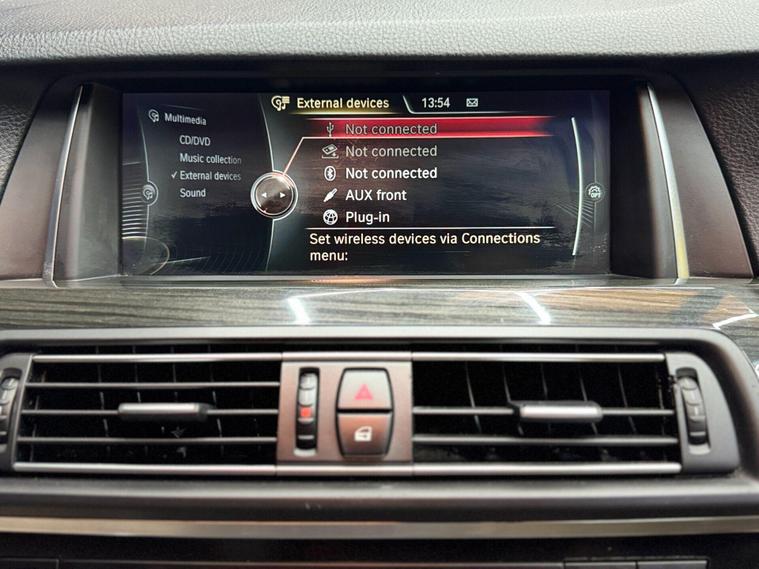 Multimedia
CD/DVD
Music collection
External devices
Sound
External devices
13:54
Not connected
Not connected
Not connected
AUX front
Plug-in
Set wireless devices via Connections
menu:
OPT